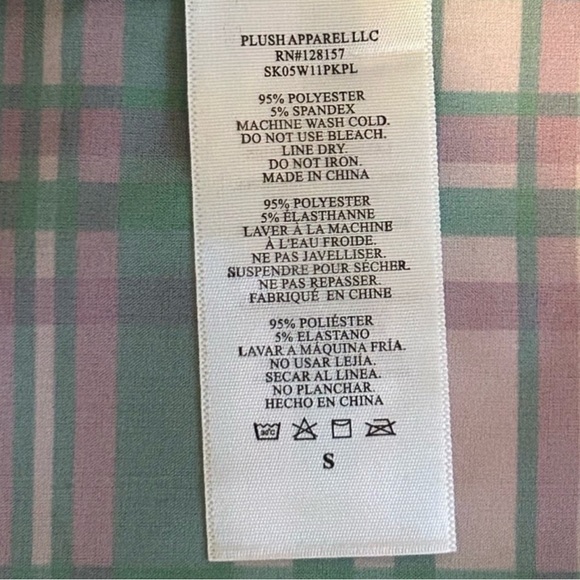 PLUSH APPAREL LLC
RN#128157
SK05W11PKPL
95% POLYESTER
5% SPANDEX
MACHINE WASH COLD.
DO NOT USE BLEACH.
LINE DRY.
DO NOT IRON.
MADE IN CHINA
95% POLYESTER
5% ÉLASTHANNE
LAVER À LA MACHINE
À L'EAU FROIDE.
NE PAS JAVELLISER.
SUSPENDRE POUR SÉCHER.
NE PAS REPASSER.
FABRIQUÉ EN CHINE
95% POLIÉSTER
5% ELASTANO
LAVAR A MÁQUINA FRÍA.
NO USAR LEJÍA.
SECAR AL LINEA.
NO PLANCHAR.
HECHO EN CHINA
30°C
S